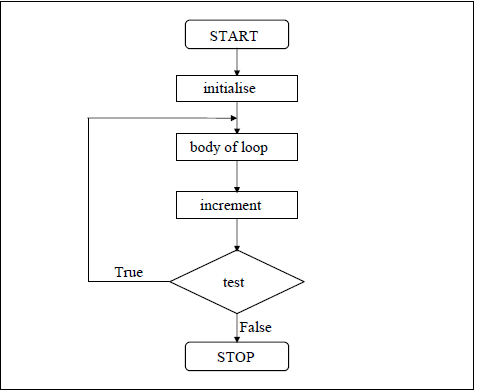 START
initialise
body of loop
increment
test
True
False
STOP